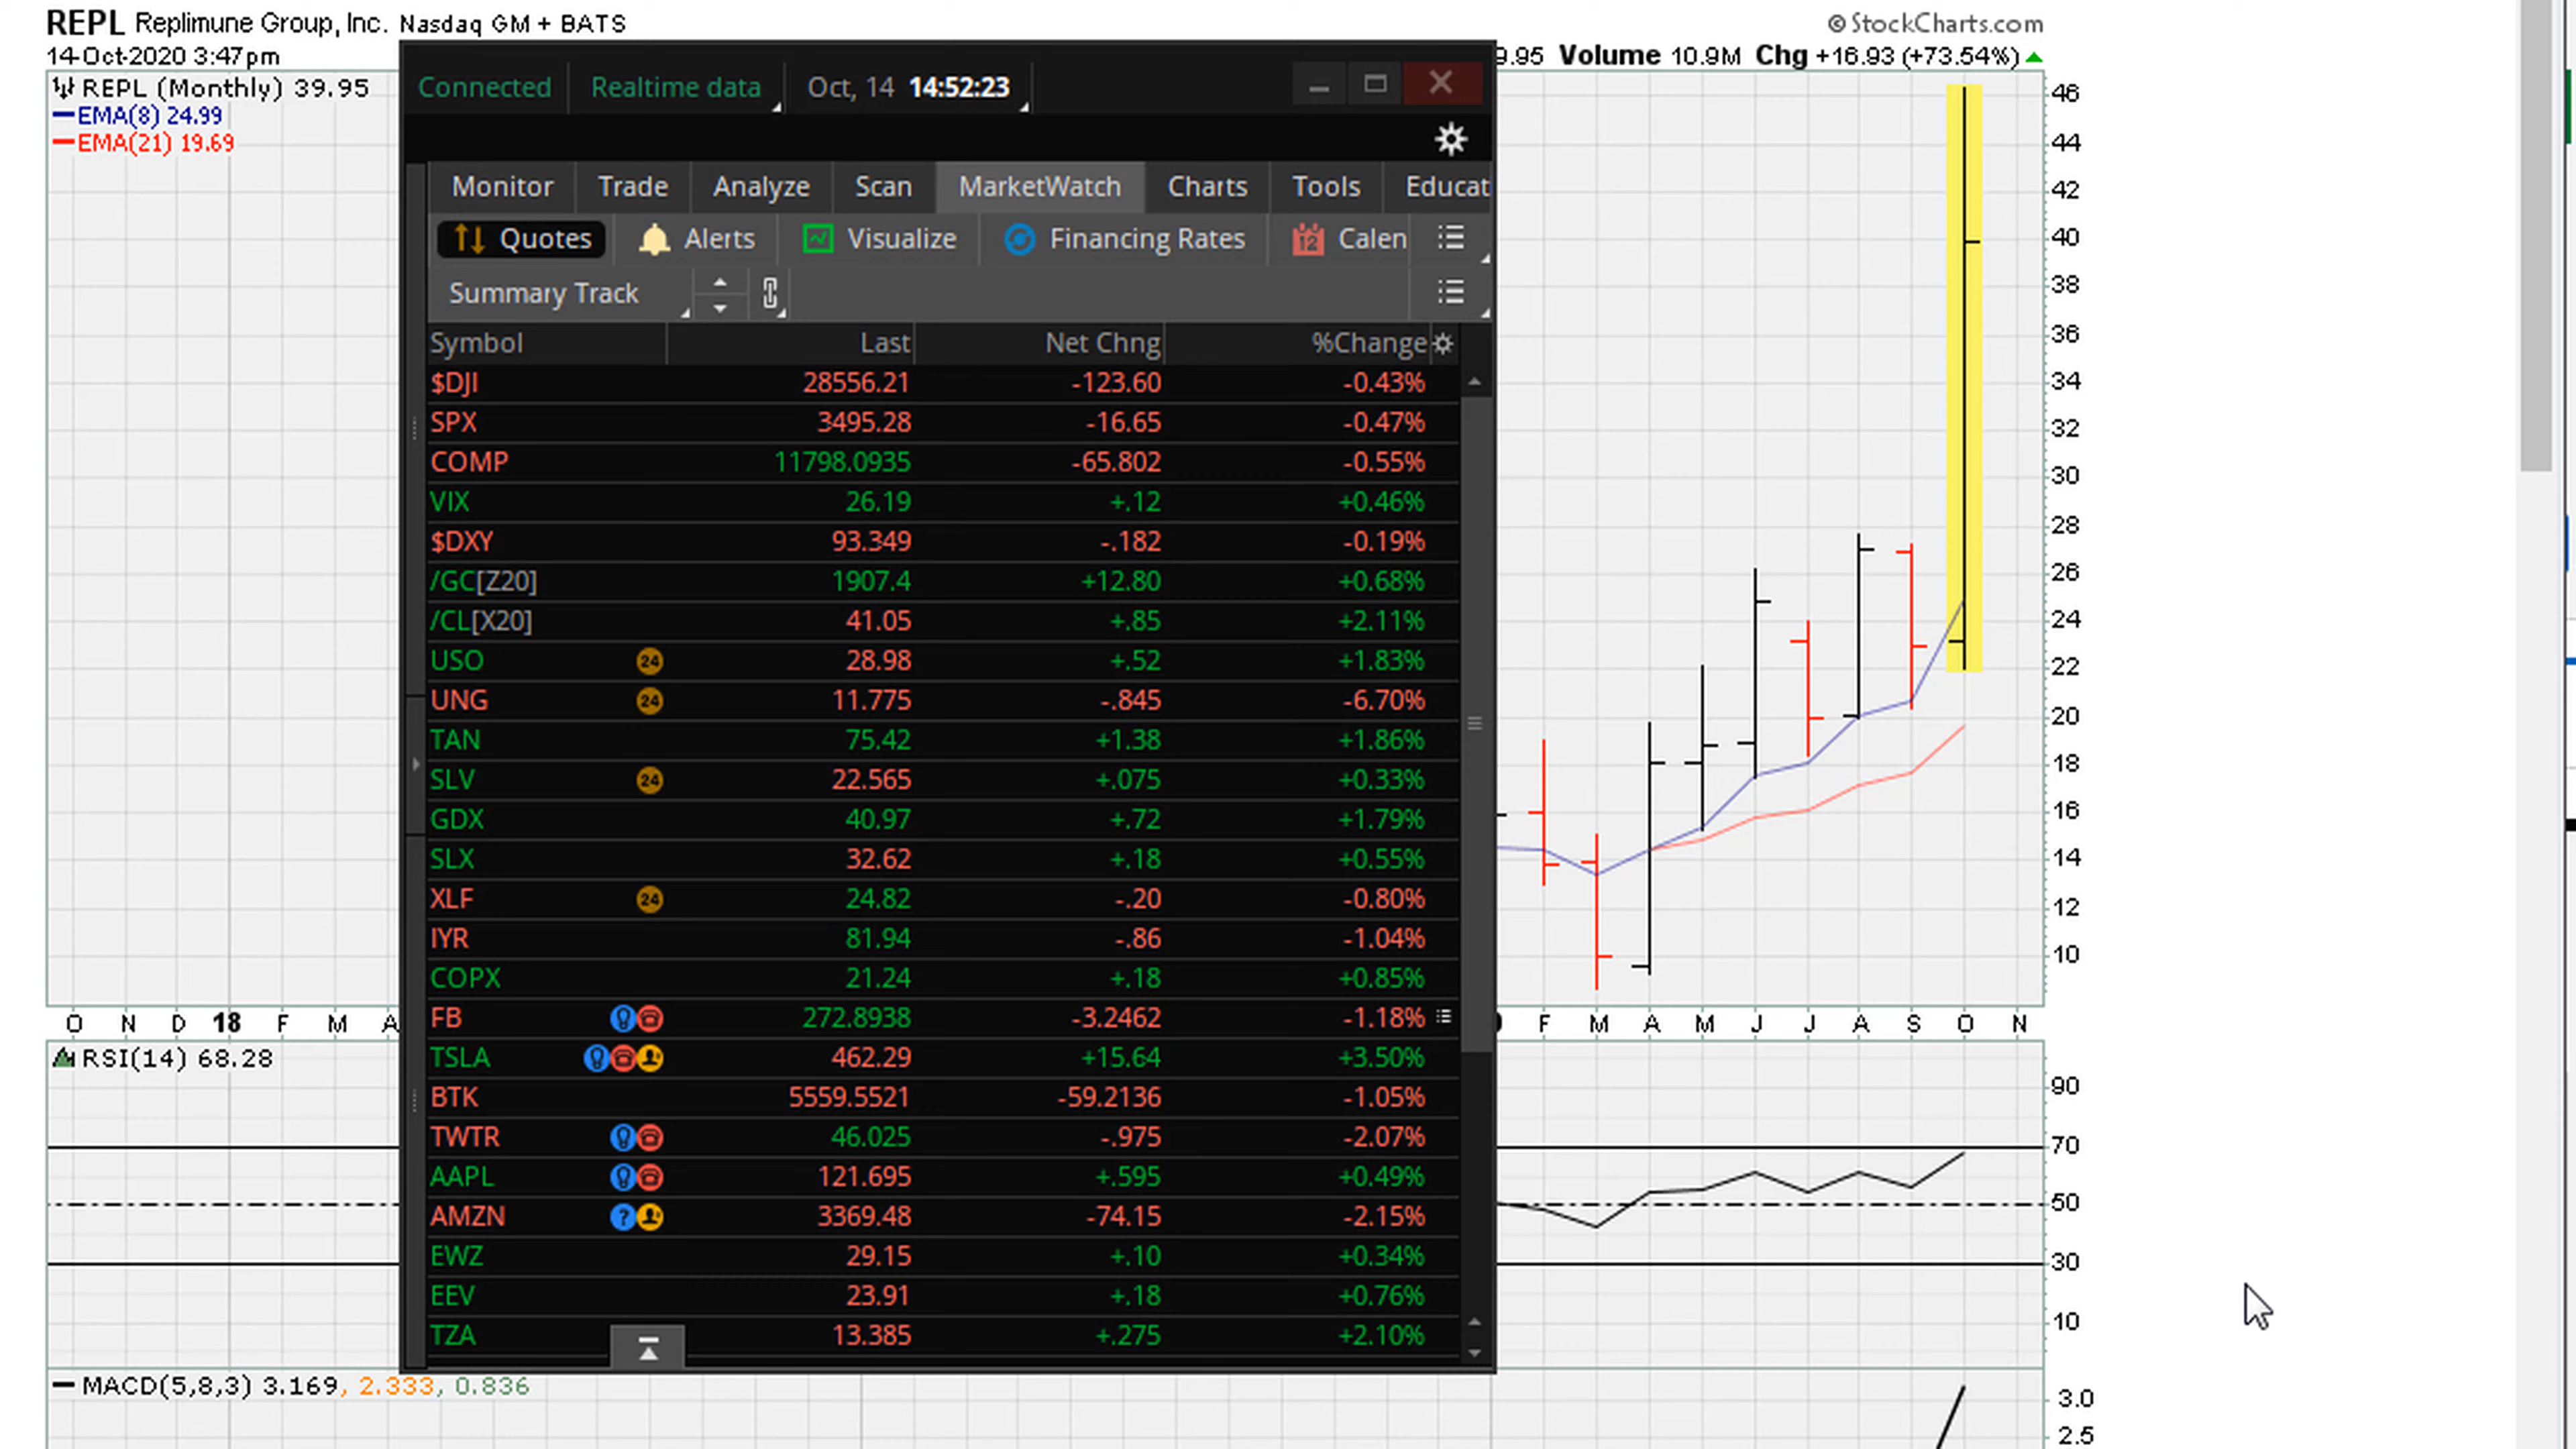 REPL Replimune Group, Inc. Nasdaq GM + BATS
© StockCharts.com
14-Oct-2020 3:47pm
9.95 Volume 10.9M Chg +16.93 (+73.54%)
REPL (Monthly) 39.95
EMA(8) 24.99
EMA(21) 19.69
Connected Realtime data Oct, 14 14:52:23
Monitor Trade Analyze Scan MarketWatch Charts Tools Educat
Quotes Alerts Visualize Financing Rates 12 Calen
Summary Track
Symbol Last Net Chng %Change
$DJI 28556.21 -123.60 -0.43%
SPX 3495.28 -16.65 -0.47%
COMP 11798.0935 -65.802 -0.55%
VIX 26.19 +.12 +0.46%
$DXY 93.349 -.182 -0.19%
/GC[Z20] 1907.4 +12.80 +0.68%
/CL[X20] 41.05 +.85 +2.11%
USO 24 28.98 +.52 +1.83%
UNG 24 11.775 -.845 -6.70%
TAN 75.42 +1.38 +1.86%
SLV 24 22.565 +.075 +0.33%
GDX 40.97 +.72 +1.79%
SLX 32.62 +.18 +0.55%
XLF 24 24.82 -.20 -0.80%
IYR 81.94 -.86 -1.04%
COPX 21.24 +.18 +0.85%
FB 272.8938 -3.2462 -1.18%
TSLA 462.29 +15.64 +3.50%
BTK 5559.5521 -59.2136 -1.05%
TWTR 46.025 -.975 -2.07%
AAPL 121.695 +.595 +0.49%
AMZN ? 3369.48 -74.15 -2.15%
EWZ 29.15 +.10 +0.34%
EEV 23.91 +.18 +0.76%
TZA 13.385 +.275 +2.10%
46
44
42
40
38
36
34
32
30
28
26
24
22
20
18
16
14
12
10
O N D 18 F M A
F M A M J J A S O N
RSI(14) 68.28
90
70
50
30
10
MACD(5,8,3) 3.169, 2.333, 0.836
3.0
2.5